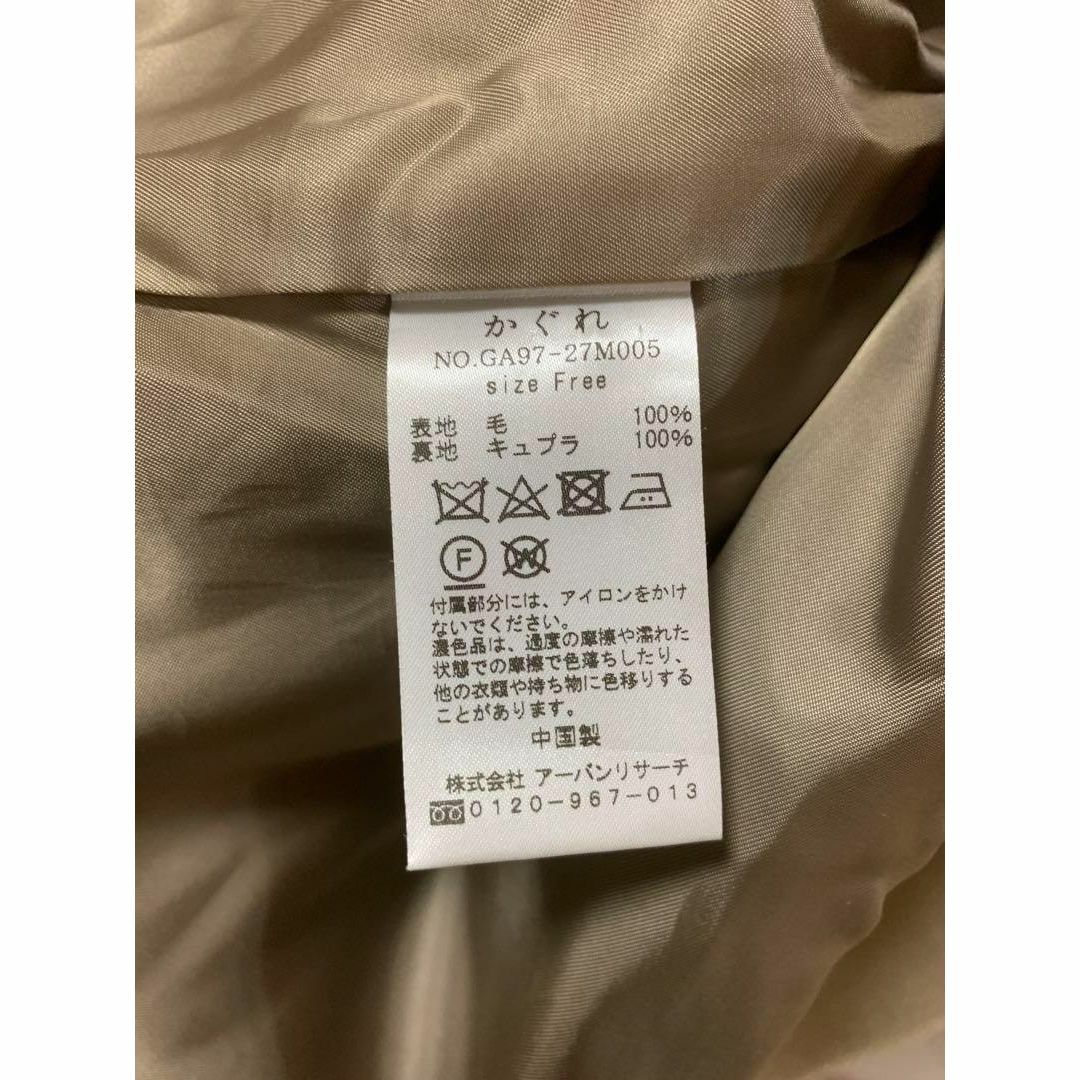 かぐれ
NO.GA97-27M005
size Free
表地 毛 100%
裏地 キュプラ 100%
F W
付属部分には、アイロンをかけ
ないでください。
濃色品は、過度の摩擦や濡れた
状態での摩擦で色落ちしたり、
他の衣類や持ち物に色移りする
ことがあります。
中国製
株式会社 アーバンリサーチ
0120-967-013